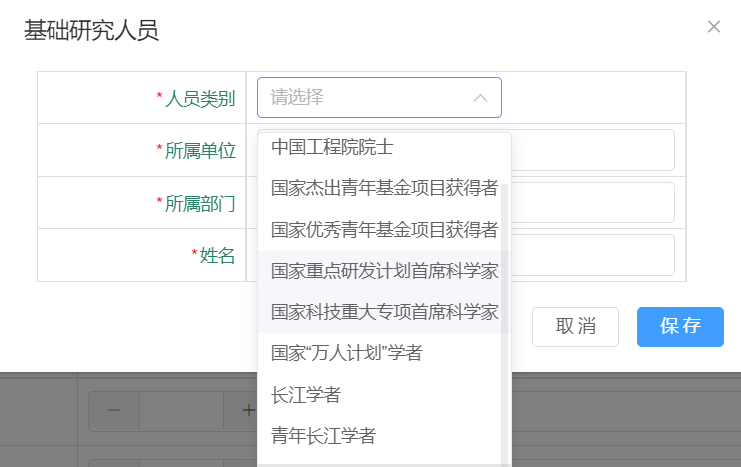 基础研究人员
*人员类别
请选择
*所属单位
*所属部门
*姓名
中国工程院院士
国家杰出青年基金项目获得者
国家优秀青年基金项目获得者
国家重点研发计划首席科学家
国家科技重大专项首席科学家
国家“万人计划”学者
长江学者
青年长江学者
取消
保存